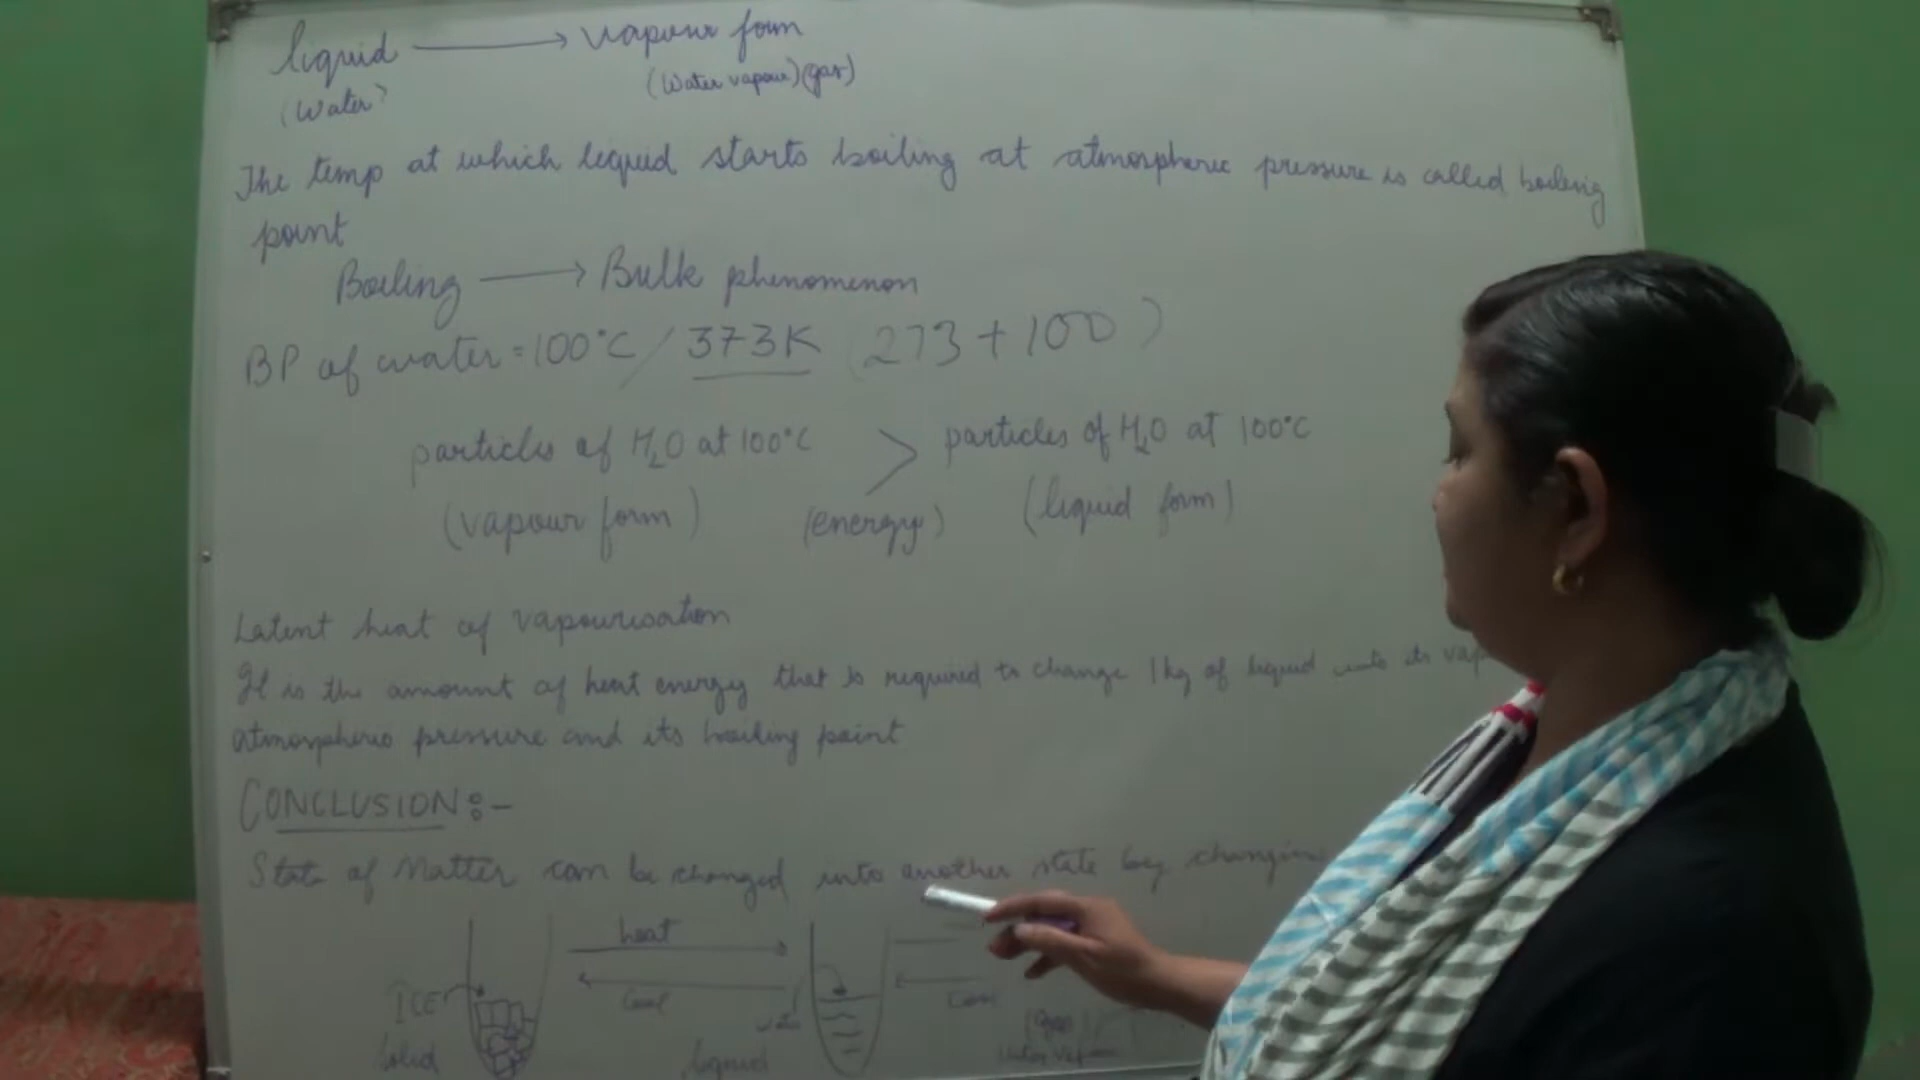 liquid ⟶ vapour form
(Water) (Water vapour) (gas)
The temp at which liquid starts boiling at atmospheric pressure is called boiling
point
Boiling ⟶ Bulk phenomenon
BP of water = 100°C / 373K (273 + 100)
particles of H₂O at 100°C > particles of H₂O at 100°C
(vapour form) (energy) (liquid form)
Latent heat of vapourisation
It is the amount of heat energy that is required to change 1kg of liquid into its
atmospheric pressure and its boiling point
CONCLUSION:-
State of Matter can be changed into another state by
heat
ICE Cool Cool
Solid liquid (gas)